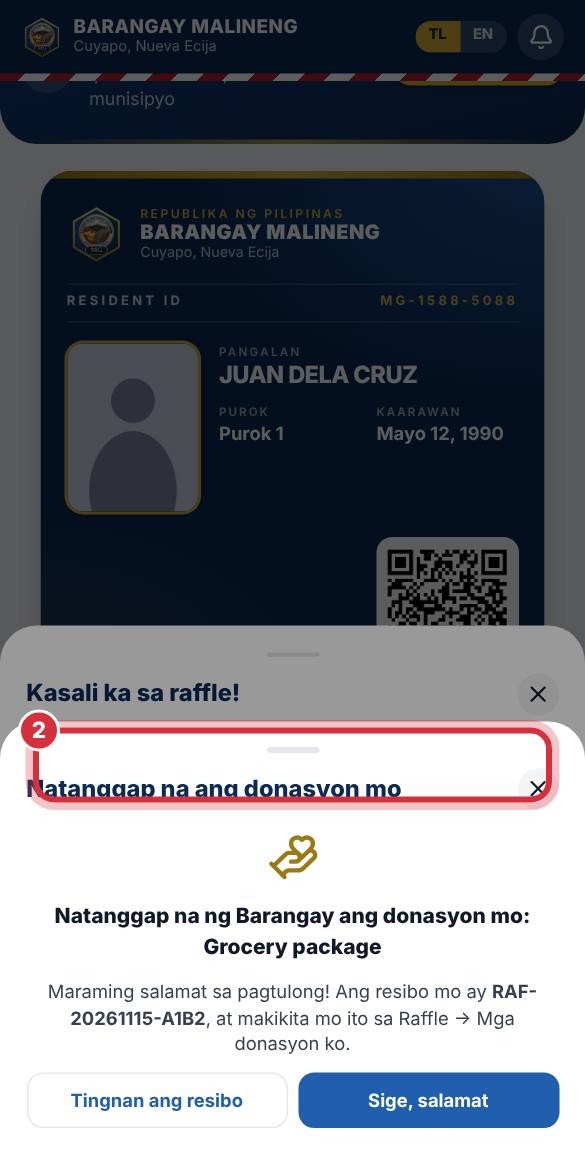 BARANGAY MALINENG
Cuyapo, Nueva Ecija
TL EN
munisipyo
REPUBLIKA NG PILIPINAS
BARANGAY MALINENG
Cuyapo, Nueva Ecija
RESIDENT ID
MG-1588-5088
PANGALAN
JUAN DELA CRUZ
PUROK
KAARAWAN
Purok 1
Mayo 12, 1990
Kasali ka sa raffle!
2
Natanggap na ang donasyon mo
Natanggap na ng Barangay ang donasyon mo:
Grocery package
Maraming salamat sa pagtulong! Ang resibo mo ay RAF-
20261115-A1B2, at makikita mo ito sa Raffle → Mga
donasyon ko.
Tingnan ang resibo
Sige, salamat